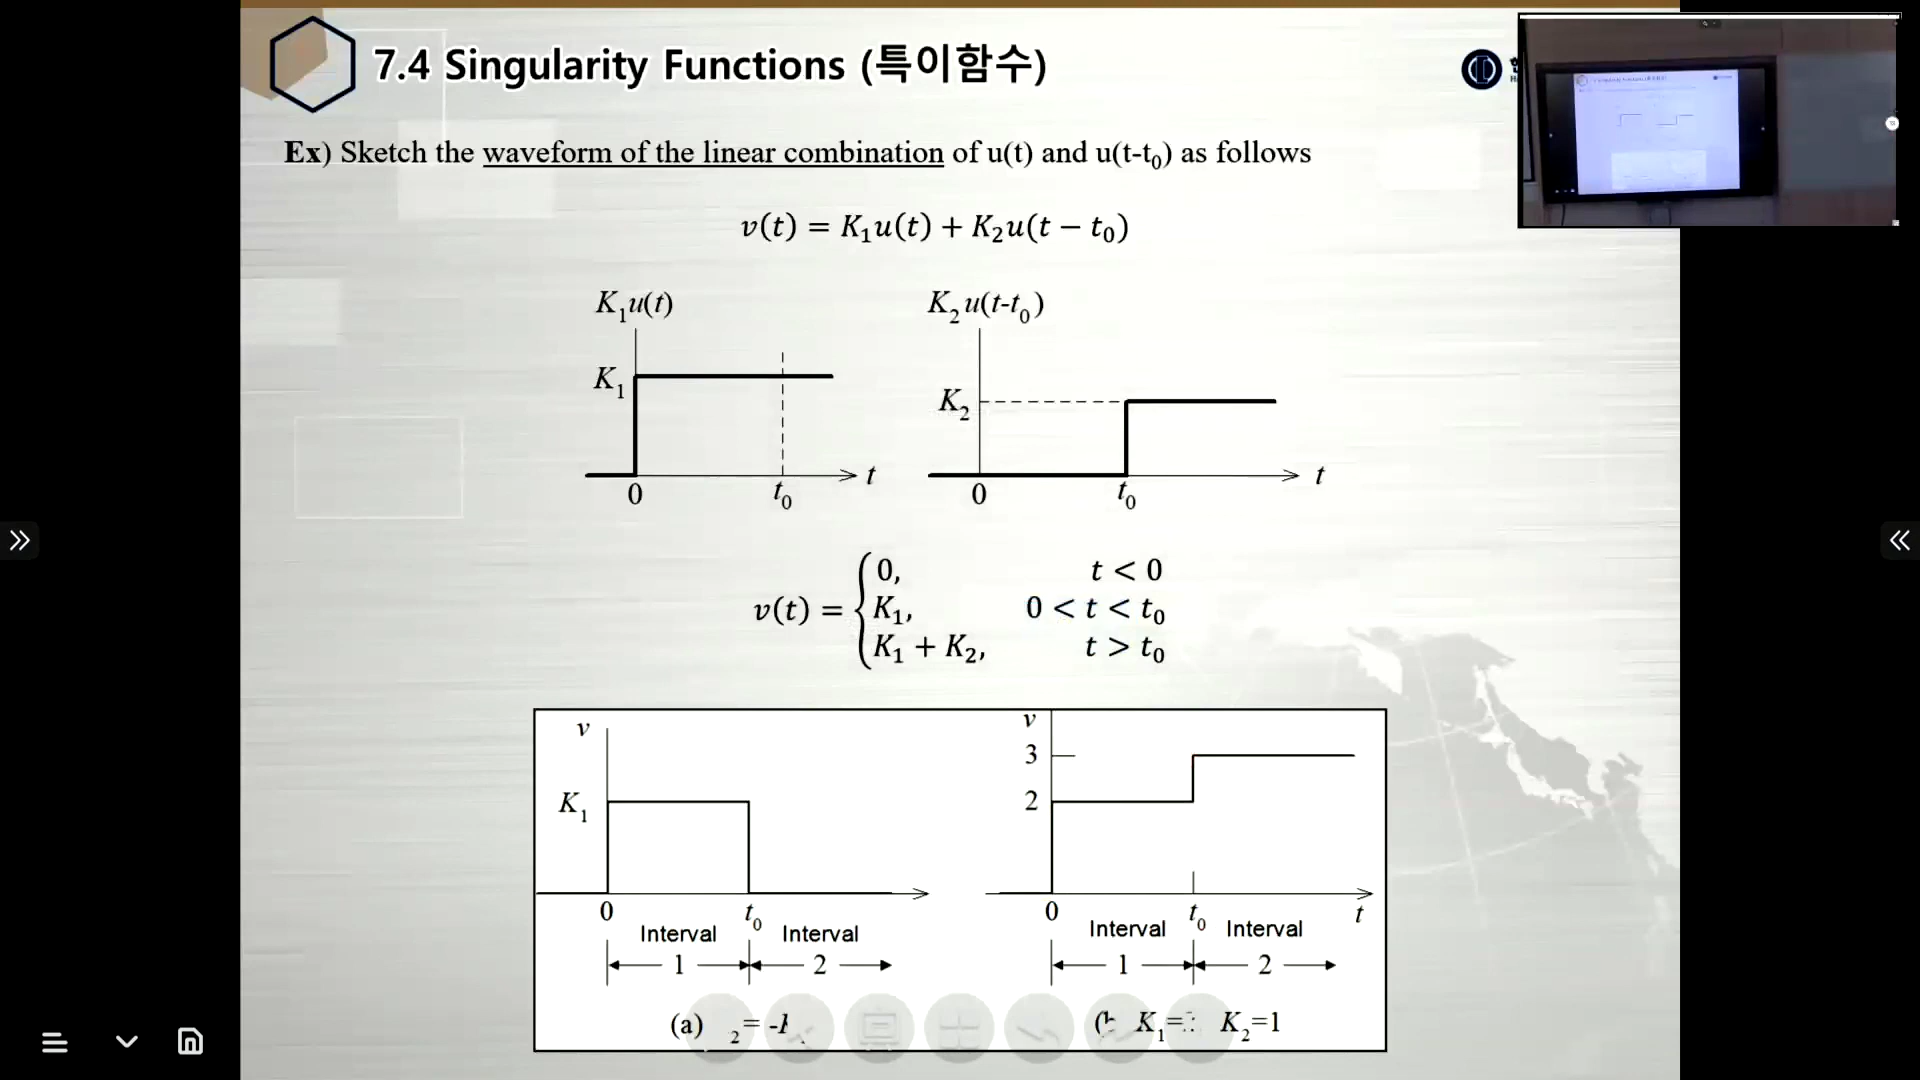 7.4 Singularity Functions (특이함수)
Ex) Sketch the waveform of the linear combination of u(t) and u(t-t₀) as follows
v(t) = K₁u(t) + K₂u(t − t₀)
K₁u(t)
K₁
0
t₀
t
K₂u(t-t₀)
K₂
0
t₀
t
v(t) = {
0, t < 0
K₁, 0 < t < t₀
K₁ + K₂, t > t₀
v
K₁
0
t₀
Interval
1
Interval
2
(a) ₂= -
v
3
2
0
t₀
t
Interval
1
Interval
2
K₁= K₂=1